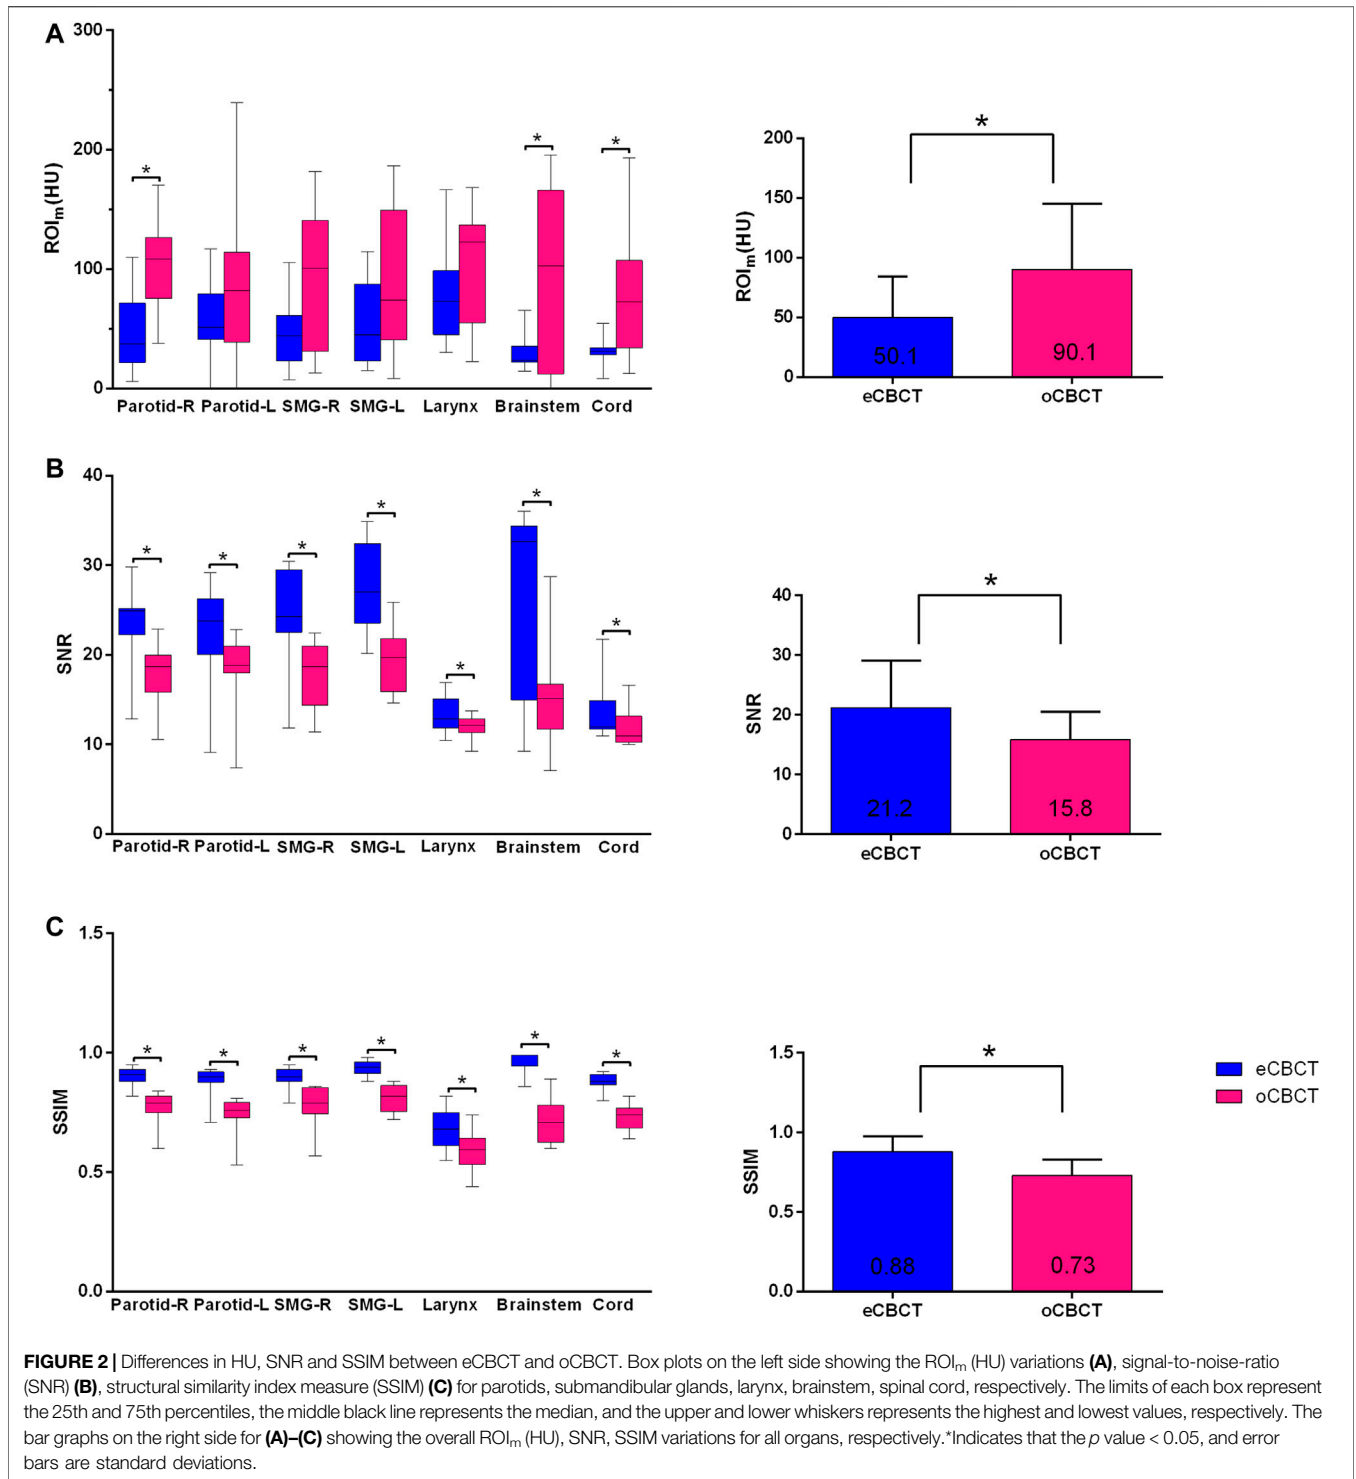 A
300
200
100
0
ROIm(HU)
* * *
Parotid-R Parotid-L SMG-R SMG-L Larynx Brainstem Cord
200
150
100
50
0
ROIm(HU)
*
50.1 90.1
eCBCT oCBCT
B
40
30
20
10
0
SNR
* * * * * * *
Parotid-R Parotid-L SMG-R SMG-L Larynx Brainstem Cord
40
30
20
10
0
SNR
*
21.2 15.8
eCBCT oCBCT
C
1.5
1.0
0.5
0.0
SSIM
* * * * * * *
Parotid-R Parotid-L SMG-R SMG-L Larynx Brainstem Cord
1.5
1.0
0.5
0.0
SSIM
*
0.88 0.73
eCBCT oCBCT
eCBCT
oCBCT
FIGURE 2 | Differences in HU, SNR and SSIM between eCBCT and oCBCT. Box plots on the left side showing the ROIm (HU) variations (A), signal-to-noise-ratio
(SNR) (B), structural similarity index measure (SSIM) (C) for parotids, submandibular glands, larynx, brainstem, spinal cord, respectively. The limits of each box represent
the 25th and 75th percentiles, the middle black line represents the median, and the upper and lower whiskers represents the highest and lowest values, respectively. The
bar graphs on the right side for (A)–(C) showing the overall ROIm (HU), SNR, SSIM variations for all organs, respectively.*Indicates that the p value < 0.05, and error
bars are standard deviations.